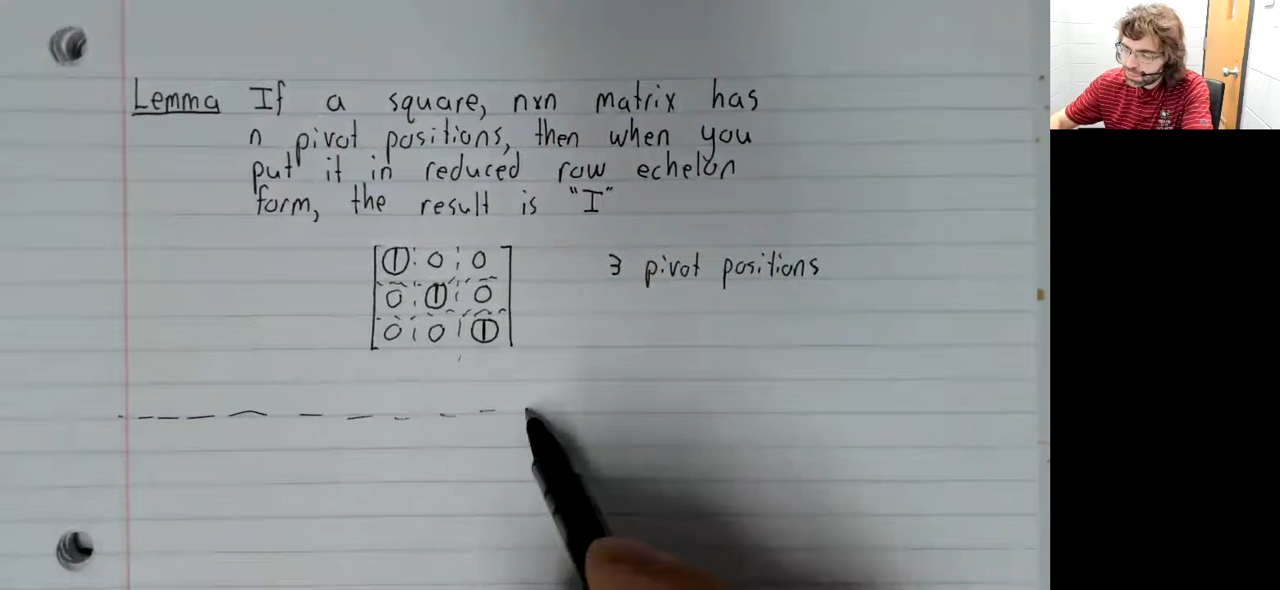 Lemma If a square, nxn matrix has
n pivot positions, then when you
put it in reduced row echelon
form, the result is "I"
1 0 0 3 pivot positions
0 1 0
0 0 1